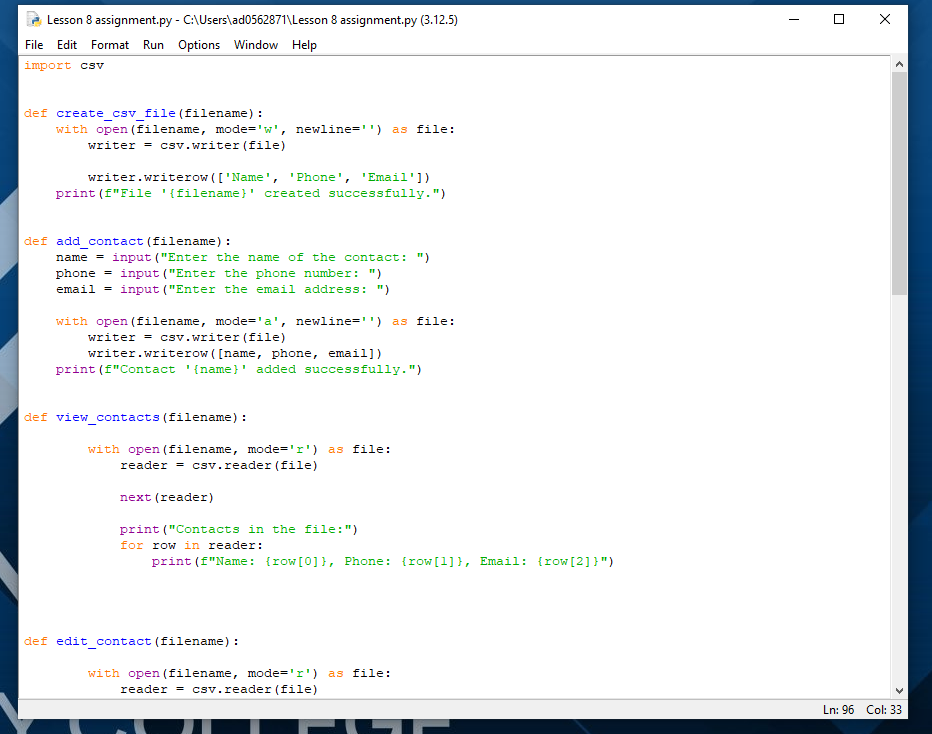 Lesson 8 assignment.py - C:\Users\ad0562871\Lesson 8 assignment.py (3.12.5)
File Edit Format Run Options Window Help
import csv
def create_csv_file(filename):
    with open(filename, mode='w', newline='') as file:
        writer = csv.writer(file)
        writer.writerow(['Name', 'Phone', 'Email'])
    print(f"File '{filename}' created successfully.")
def add_contact(filename):
    name = input("Enter the name of the contact: ")
    phone = input("Enter the phone number: ")
    email = input("Enter the email address: ")
    with open(filename, mode='a', newline='') as file:
        writer = csv.writer(file)
        writer.writerow([name, phone, email])
    print(f"Contact '{name}' added successfully.")
def view_contacts(filename):
        with open(filename, mode='r') as file:
            reader = csv.reader(file)
            next(reader)
            print("Contacts in the file:")
            for row in reader:
                print(f"Name: {row[0]}, Phone: {row[1]}, Email: {row[2]}")
def edit_contact(filename):
        with open(filename, mode='r') as file:
            reader = csv.reader(file)
Ln: 96 Col: 33
Y COLLEGE